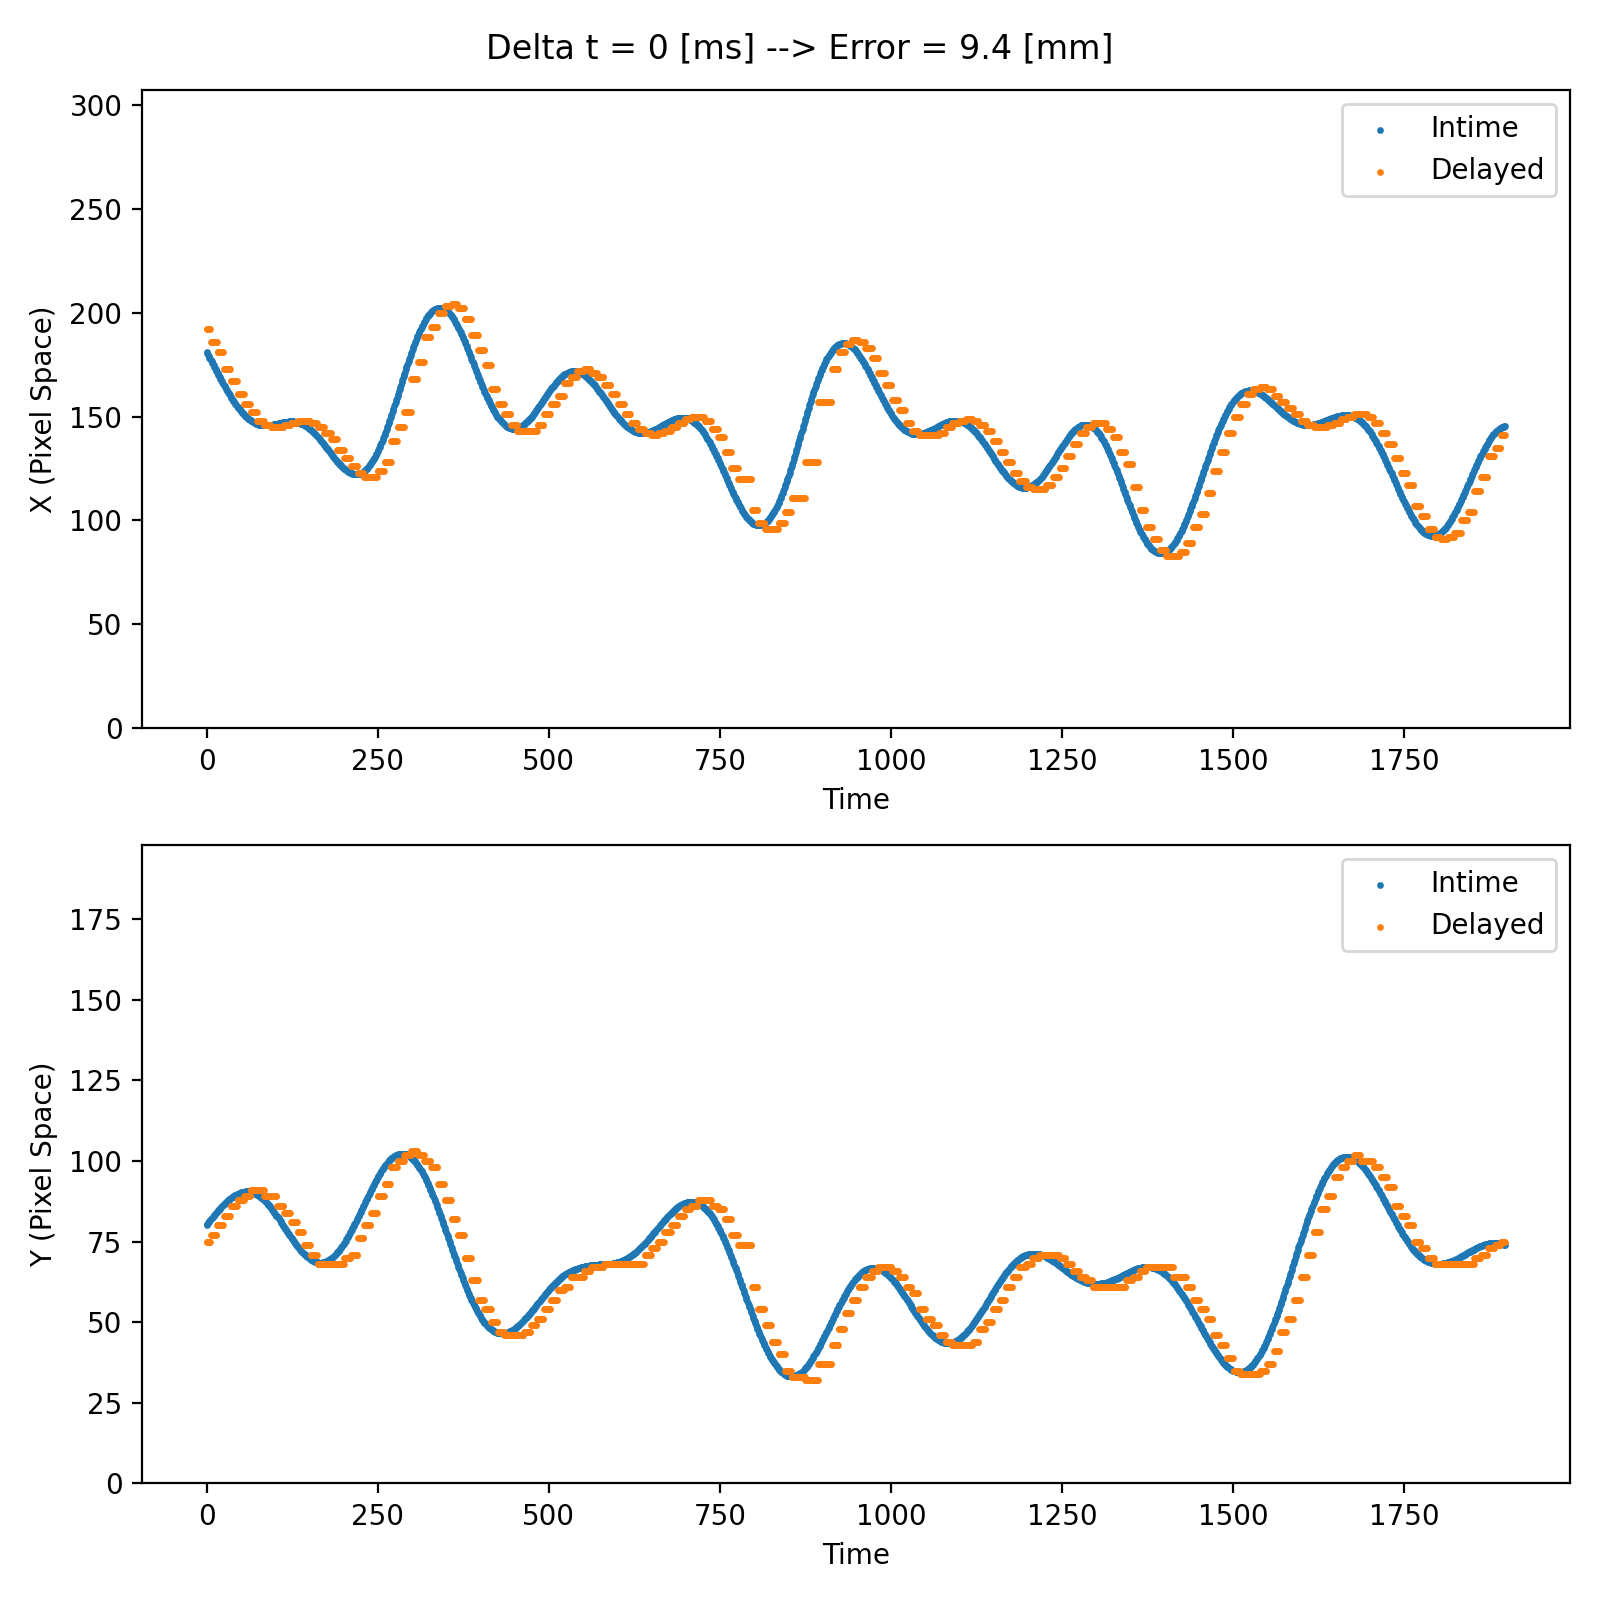 Delta t = 0 [ms] --> Error = 9.4 [mm]
300
250
200
150
100
50
0
X (Pixel Space)
Intime
Delayed
0 250 500 750 1000 1250 1500 1750
Time
175
150
125
100
75
50
25
0
Y (Pixel Space)
Intime
Delayed
0 250 500 750 1000 1250 1500 1750
Time